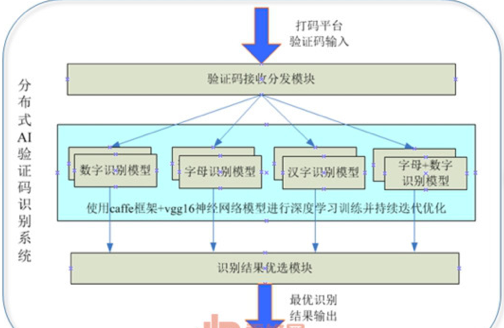 打码平台
验证码输入
验证码接收分发模块
分布式AI验证码识别系统
数字识别模型
字母识别模型
汉字识别模型
字母+数字
识别模型
使用caffe框架+vgg16神经网络模型进行深度学习训练并持续迭代优化
识别结果优选模块
最优识别
结果输出